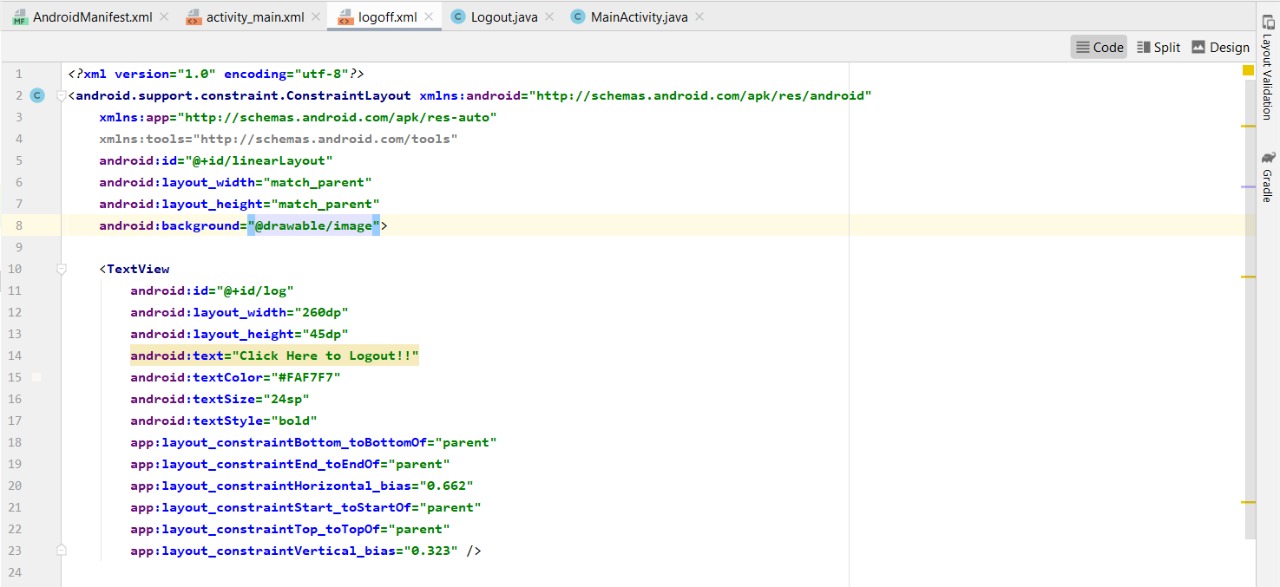 AndroidManifest.xml activity_main.xml logoff.xml Logout.java MainActivity.java
Code Split Design
Layout Validation
Gradle
1 <?xml version="1.0" encoding="utf-8"?>
2 <android.support.constraint.ConstraintLayout xmlns:android="http://schemas.android.com/apk/res/android"
3 xmlns:app="http://schemas.android.com/apk/res-auto"
4 xmlns:tools="http://schemas.android.com/tools"
5 android:id="@+id/linearLayout"
6 android:layout_width="match_parent"
7 android:layout_height="match_parent"
8 android:background="@drawable/image">
9
10 <TextView
11 android:id="@+id/log"
12 android:layout_width="260dp"
13 android:layout_height="45dp"
14 android:text="Click Here to Logout!!"
15 android:textColor="#FAF7F7"
16 android:textSize="24sp"
17 android:textStyle="bold"
18 app:layout_constraintBottom_toBottomOf="parent"
19 app:layout_constraintEnd_toEndOf="parent"
20 app:layout_constraintHorizontal_bias="0.662"
21 app:layout_constraintStart_toStartOf="parent"
22 app:layout_constraintTop_toTopOf="parent"
23 app:layout_constraintVertical_bias="0.323" />
24